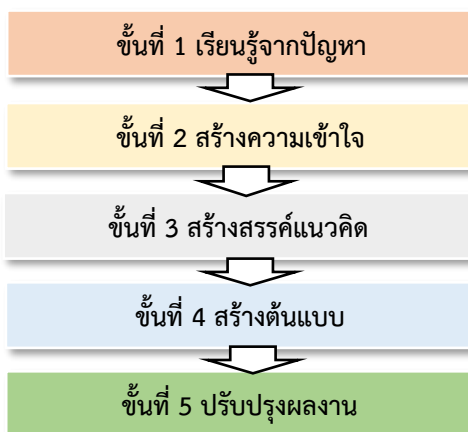 ขั้นที่ 1 เรียนรู้จากปัญหา
ขั้นที่ 2 สร้างความเข้าใจ
ขั้นที่ 3 สร้างสรรค์แนวคิด
ขั้นที่ 4 สร้างต้นแบบ
ขั้นที่ 5 ปรับปรุงผลงาน